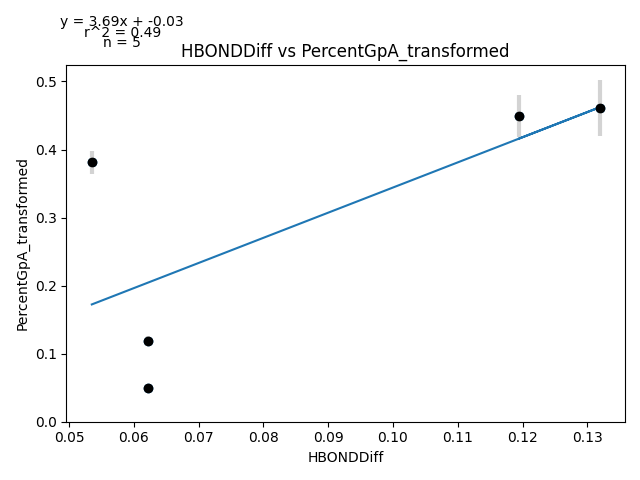 y = 3.69x + -0.03
r^2 = 0.49
n = 5
HBONDDiff vs PercentGpA_transformed
PercentGpA_transformed
0.5
0.4
0.3
0.2
0.1
0.0
0.05 0.06 0.07 0.08 0.09 0.10 0.11 0.12 0.13
HBONDDiff